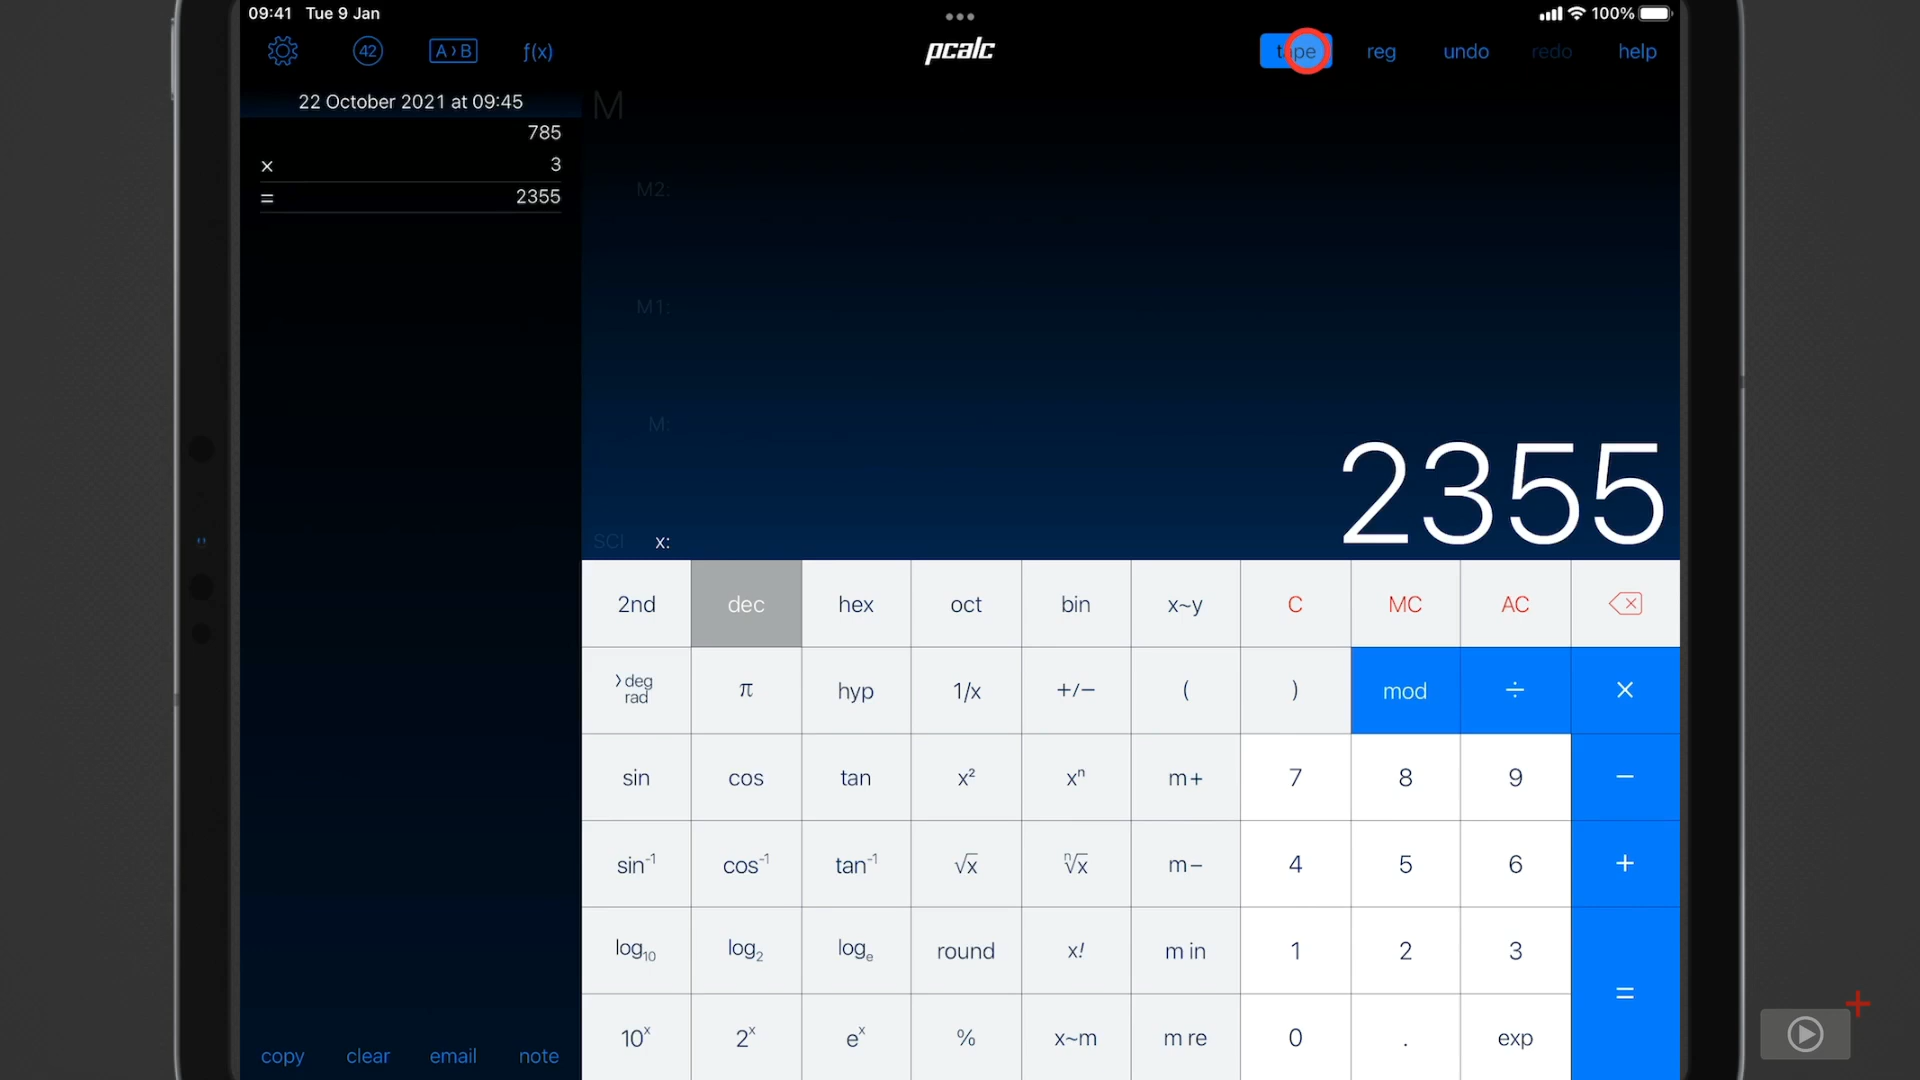 09:41 Tue 9 Jan
100%
42 A›B f(x)
pcalc
tape reg undo redo help
22 October 2021 at 09:45
785
× 3
= 2355
M
M2:
M1:
M:
2355
SCI x:
2nd dec hex oct bin x~y C MC AC
›deg
rad
π hyp 1/x +/− ( ) mod ÷ ×
sin cos tan x² xⁿ m+ 7 8 9 −
sin⁻¹ cos⁻¹ tan⁻¹ √x ⁿ√x m− 4 5 6 +
log₁₀ log₂ logₑ round x! m in 1 2 3 =
10ˣ 2ˣ eˣ % x~m m re 0 . exp
copy clear email note